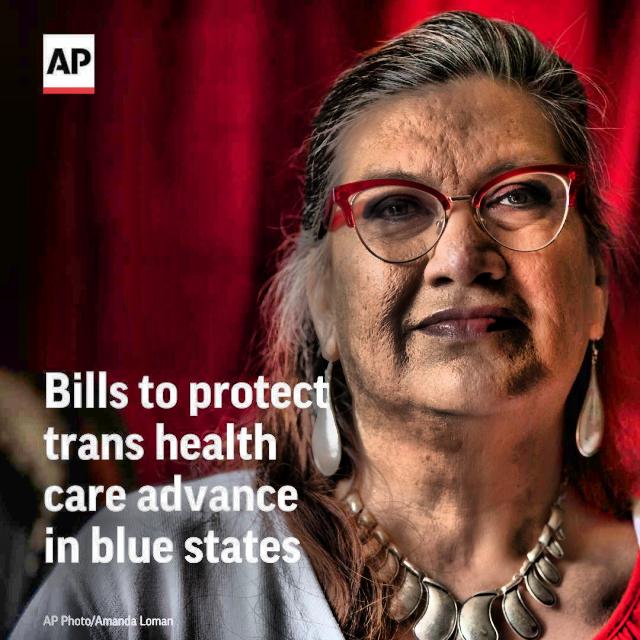 AP
Bills to protect
trans health
care advance
in blue states
AP Photo/Amanda Loman